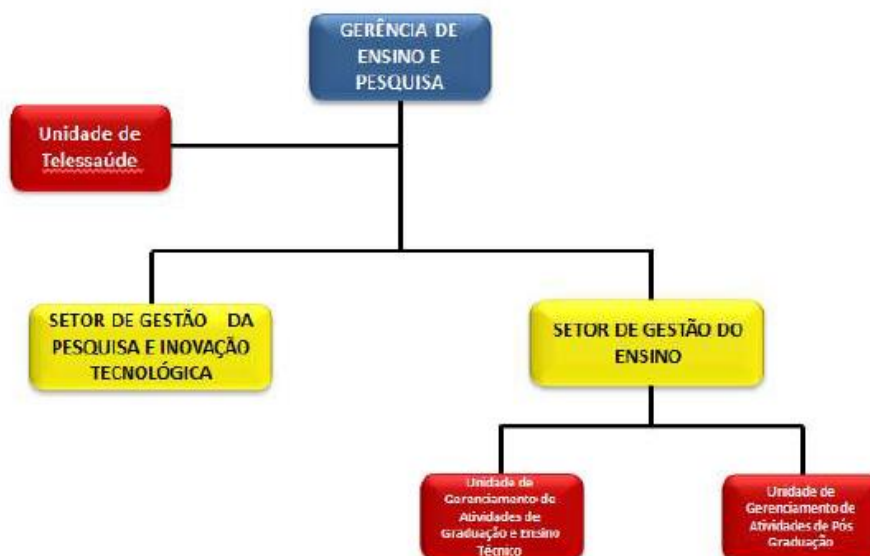 GERÊNCIA DE
ENSINO E
PESQUISA
Unidade de
Telessaúde
SETOR DE GESTÃO DA
PESQUISA E INOVAÇÃO
TECNOLÓGICA
SETOR DE GESTÃO DO
ENSINO
Unidade de
Gerenciamento de
Atividades de
Graduação e Ensino
Técnico
Unidade de
Gerenciamento de
Atividades de Pós
Graduação